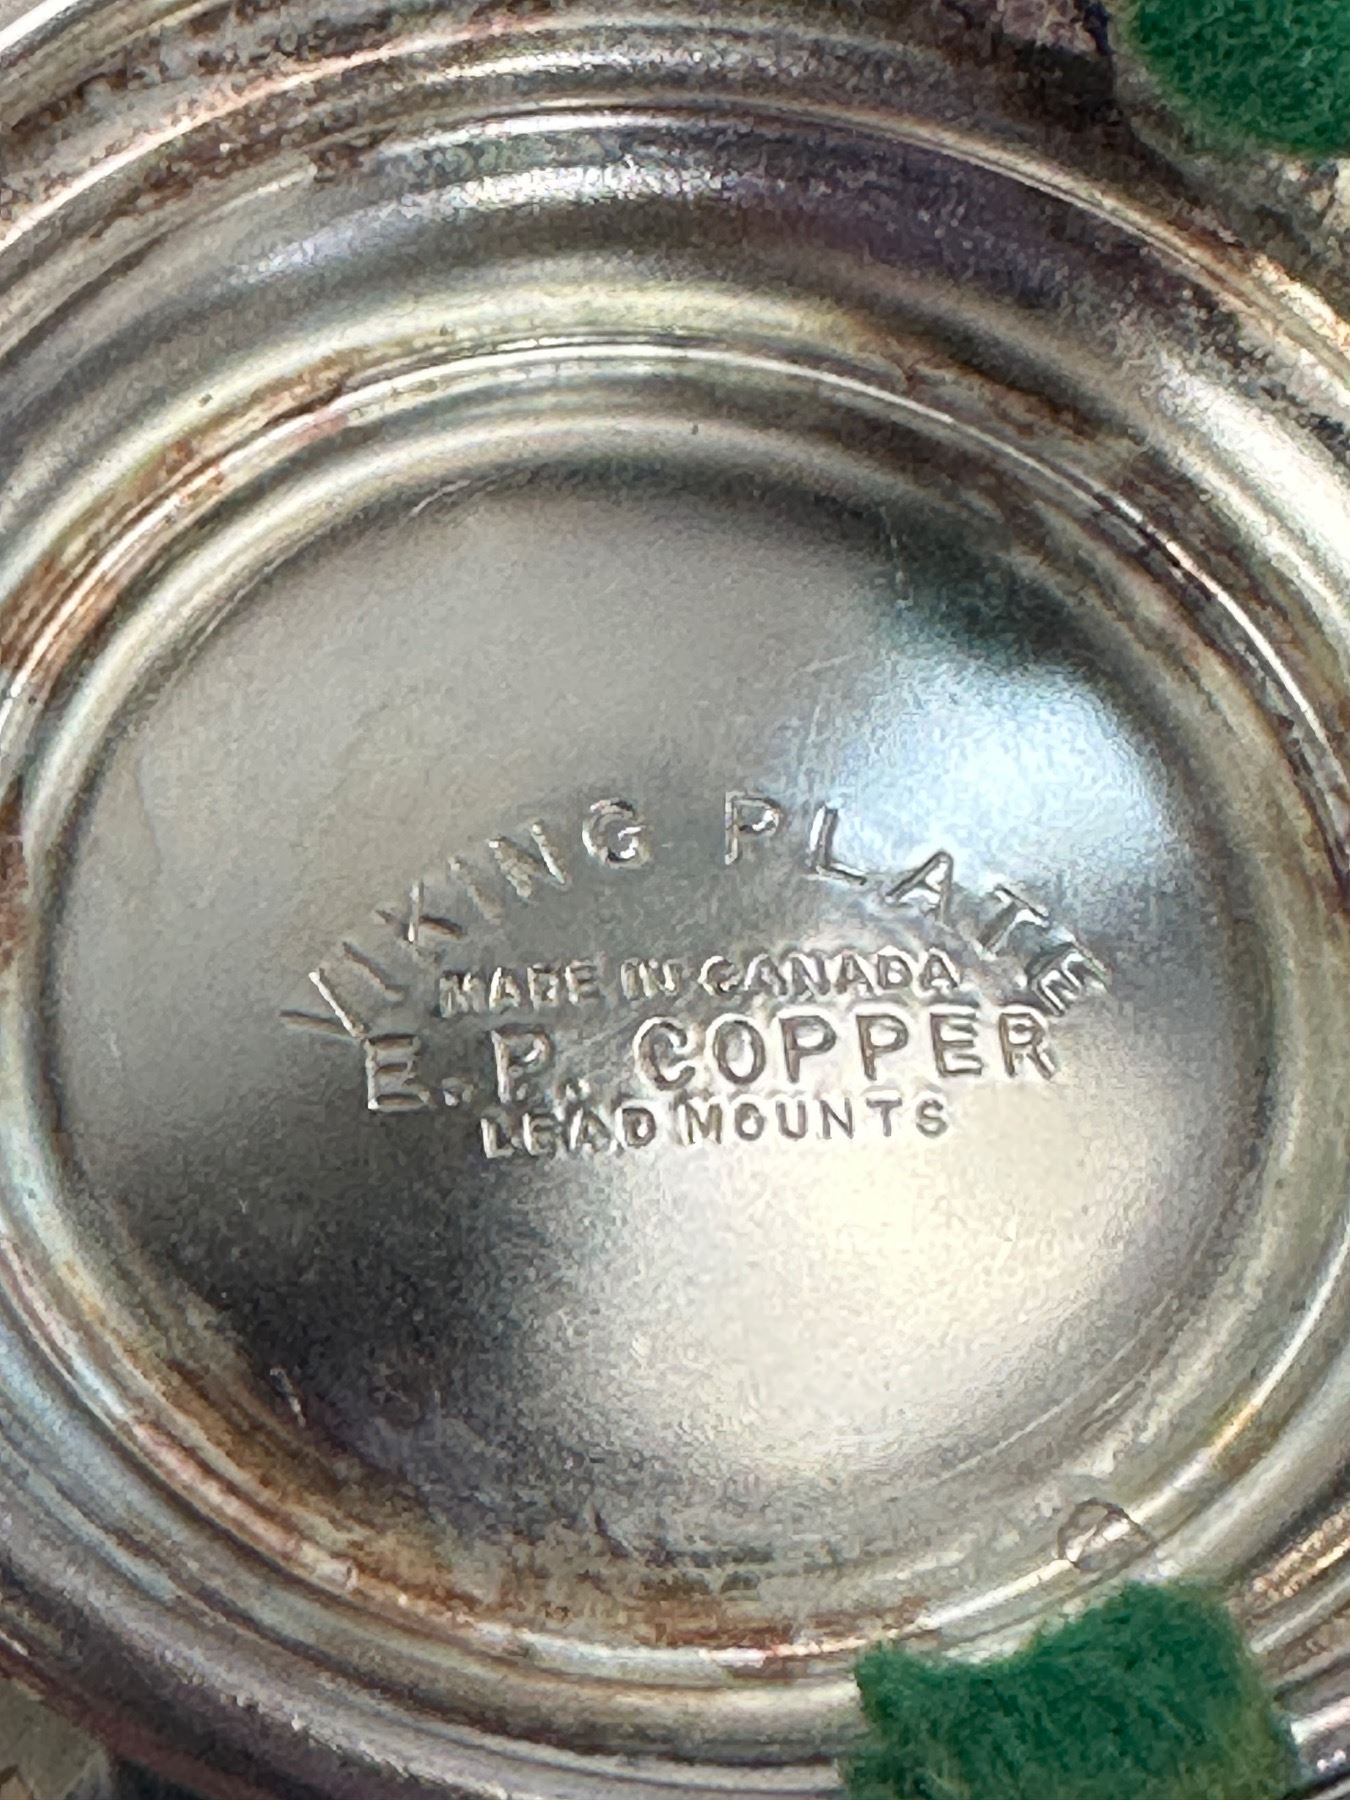 VIKING PLATE
MADE IN CANADA
E.P. COPPER
LEAD MOUNTS